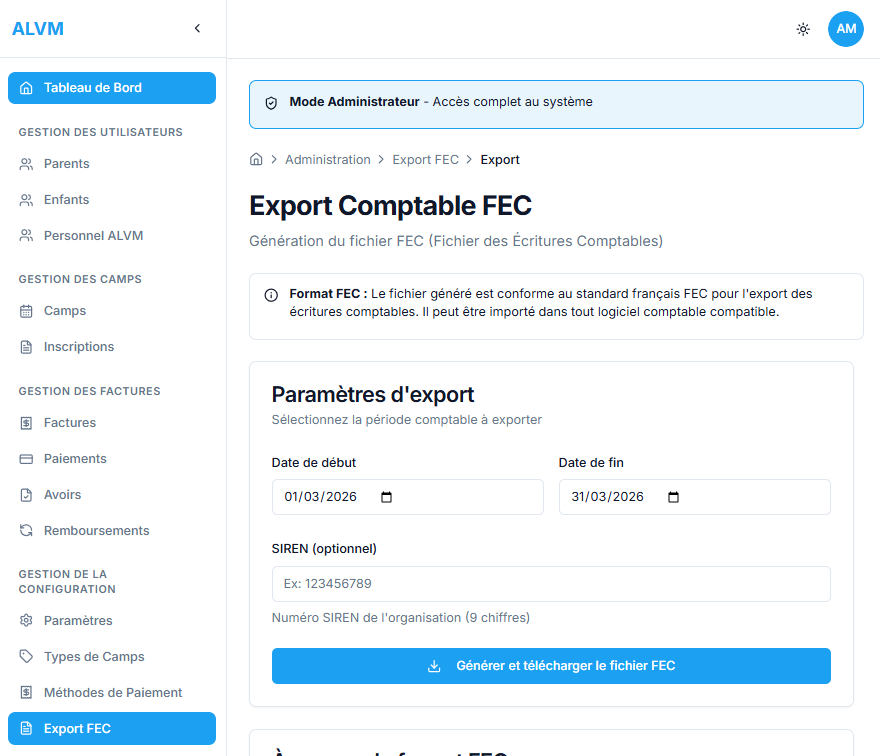 ALVM
AM
Tableau de Bord
GESTION DES UTILISATEURS
Parents
Enfants
Personnel ALVM
GESTION DES CAMPS
Camps
Inscriptions
GESTION DES FACTURES
Factures
Paiements
Avoirs
Remboursements
GESTION DE LA
CONFIGURATION
Paramètres
Types de Camps
Méthodes de Paiement
Export FEC
Mode Administrateur - Accès complet au système
Administration > Export FEC > Export
Export Comptable FEC
Génération du fichier FEC (Fichier des Écritures Comptables)
Format FEC : Le fichier généré est conforme au standard français FEC pour l'export des
écritures comptables. Il peut être importé dans tout logiciel comptable compatible.
Paramètres d'export
Sélectionnez la période comptable à exporter
Date de début
01/03/2026
Date de fin
31/03/2026
SIREN (optionnel)
Ex: 123456789
Numéro SIREN de l'organisation (9 chiffres)
Générer et télécharger le fichier FEC